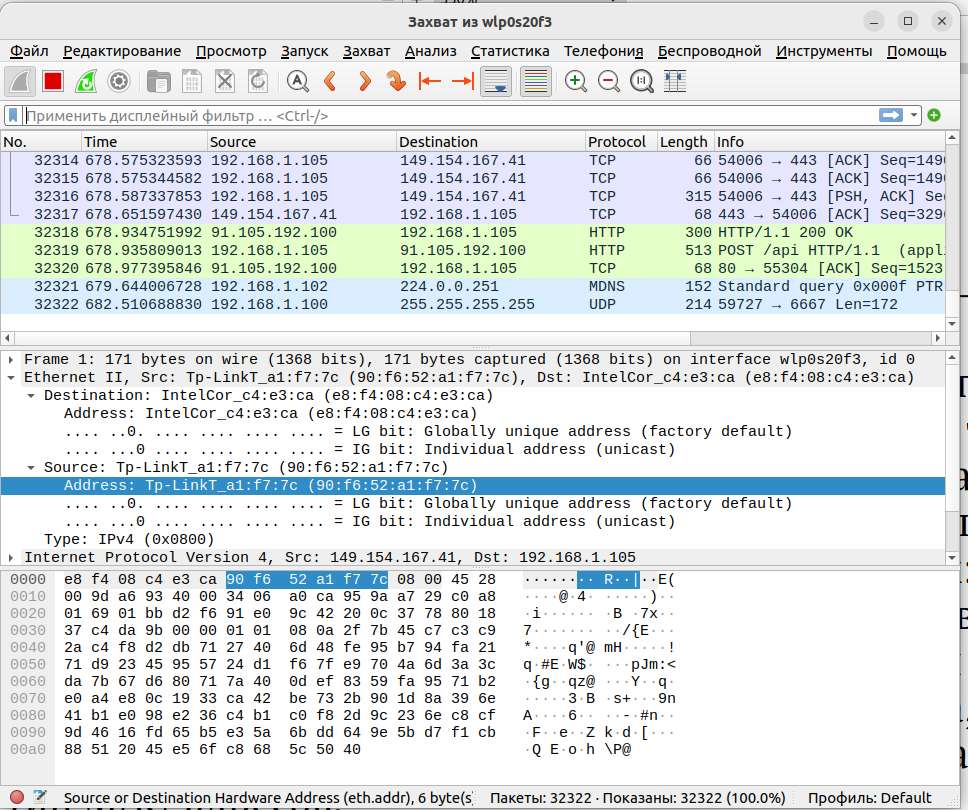 Захват из wlp0s20f3
Файл Редактирование Просмотр Запуск Захват Анализ Статистика Телефония Беспроводной Инструменты Помощь
Применить дисплейный фильтр ... <Ctrl-/>
No. Time Source Destination Protocol Length Info
32314 678.575323593 192.168.1.105 149.154.167.41 TCP 66 54006 → 443 [ACK] Seq=1490
32315 678.575344582 192.168.1.105 149.154.167.41 TCP 66 54006 → 443 [ACK] Seq=1490
32316 678.587337853 192.168.1.105 149.154.167.41 TCP 315 54006 → 443 [PSH, ACK] Se
32317 678.651597430 149.154.167.41 192.168.1.105 TCP 68 443 → 54006 [ACK] Seq=3290
32318 678.934751992 91.105.192.100 192.168.1.105 HTTP 300 HTTP/1.1 200 OK
32319 678.935809013 192.168.1.105 91.105.192.100 HTTP 513 POST /api HTTP/1.1 (appl
32320 678.977395846 91.105.192.100 192.168.1.105 TCP 68 80 → 55304 [ACK] Seq=1523
32321 679.644006728 192.168.1.102 224.0.0.251 MDNS 152 Standard query 0x000f PTR
32322 682.510688830 192.168.1.100 255.255.255.255 UDP 214 59727 → 6667 Len=172
Frame 1: 171 bytes on wire (1368 bits), 171 bytes captured (1368 bits) on interface wlp0s20f3, id 0
Ethernet II, Src: Tp-LinkT_a1:f7:7c (90:f6:52:a1:f7:7c), Dst: IntelCor_c4:e3:ca (e8:f4:08:c4:e3:ca)
Destination: IntelCor_c4:e3:ca (e8:f4:08:c4:e3:ca)
Address: IntelCor_c4:e3:ca (e8:f4:08:c4:e3:ca)
.... ..0. .... .... .... .... = LG bit: Globally unique address (factory default)
.... ...0 .... .... .... .... = IG bit: Individual address (unicast)
Source: Tp-LinkT_a1:f7:7c (90:f6:52:a1:f7:7c)
Address: Tp-LinkT_a1:f7:7c (90:f6:52:a1:f7:7c)
.... ..0. .... .... .... .... = LG bit: Globally unique address (factory default)
.... ...0 .... .... .... .... = IG bit: Individual address (unicast)
Type: IPv4 (0x0800)
Internet Protocol Version 4, Src: 149.154.167.41, Dst: 192.168.1.105
0000 e8 f4 08 c4 e3 ca 90 f6 52 a1 f7 7c 08 00 45 28 ········ R··|··E(
0010 00 9d a6 93 40 00 34 06 a0 ca 95 9a a7 29 c0 a8 ····@·4· ·····)··
0020 01 69 01 bb d2 f6 91 e0 9c 42 20 0c 37 78 80 18 ·i······ ·B ·7x··
0030 37 c4 da 9b 00 00 01 01 08 0a 2f 7b 45 c7 c3 c9 7······· ··/{E···
0040 2a c4 f8 d2 db 71 27 40 6d 48 fe 95 b7 94 fa 21 *····q'@ mH·····!
0050 71 d9 23 45 95 57 24 d1 f6 7f e9 70 4a 6d 3a 3c q·#E·W$· ···pJm:<
0060 da 7b 67 d6 80 71 7a 40 0d ef 83 59 fa 95 71 b2 ·{g··qz@ ···Y··q·
0070 e0 a4 e8 0c 19 33 ca 42 be 73 2b 90 1d 8a 39 6e ·····3·B ·s+···9n
0080 41 b1 e0 98 e2 36 c4 b1 c0 f8 2d 9c 23 6e c8 cf A····6·· ··-·#n··
0090 9d 46 16 fd 65 b5 e3 5a 6b dd 64 9e 5b d7 f1 cb ·F··e··Z k·d·[···
00a0 88 51 20 45 e5 6f c8 68 5c 50 40 ·Q E·o·h \P@
Source or Destination Hardware Address (eth.addr), 6 byte(s) Пакеты: 32322 · Показаны: 32322 (100.0%) Профиль: Default